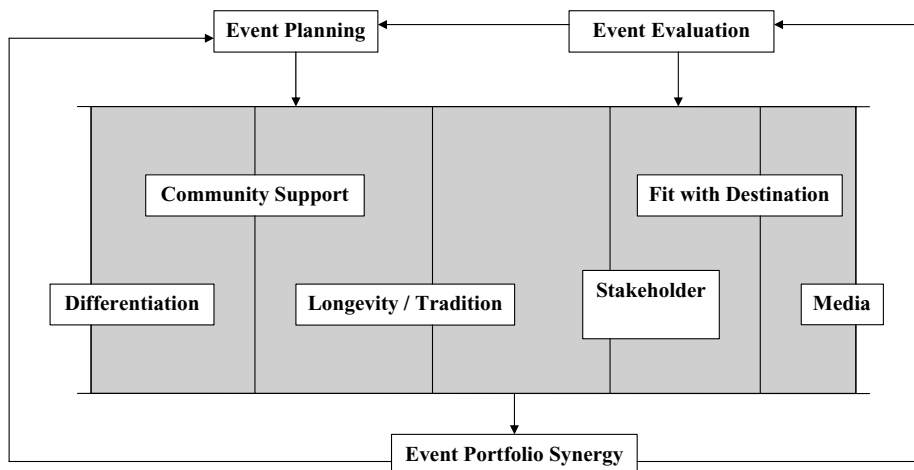 Event Planning
Event Evaluation
Community Support
Fit with Destination
Differentiation
Longevity / Tradition
Stakeholder
Media
Event Portfolio Synergy